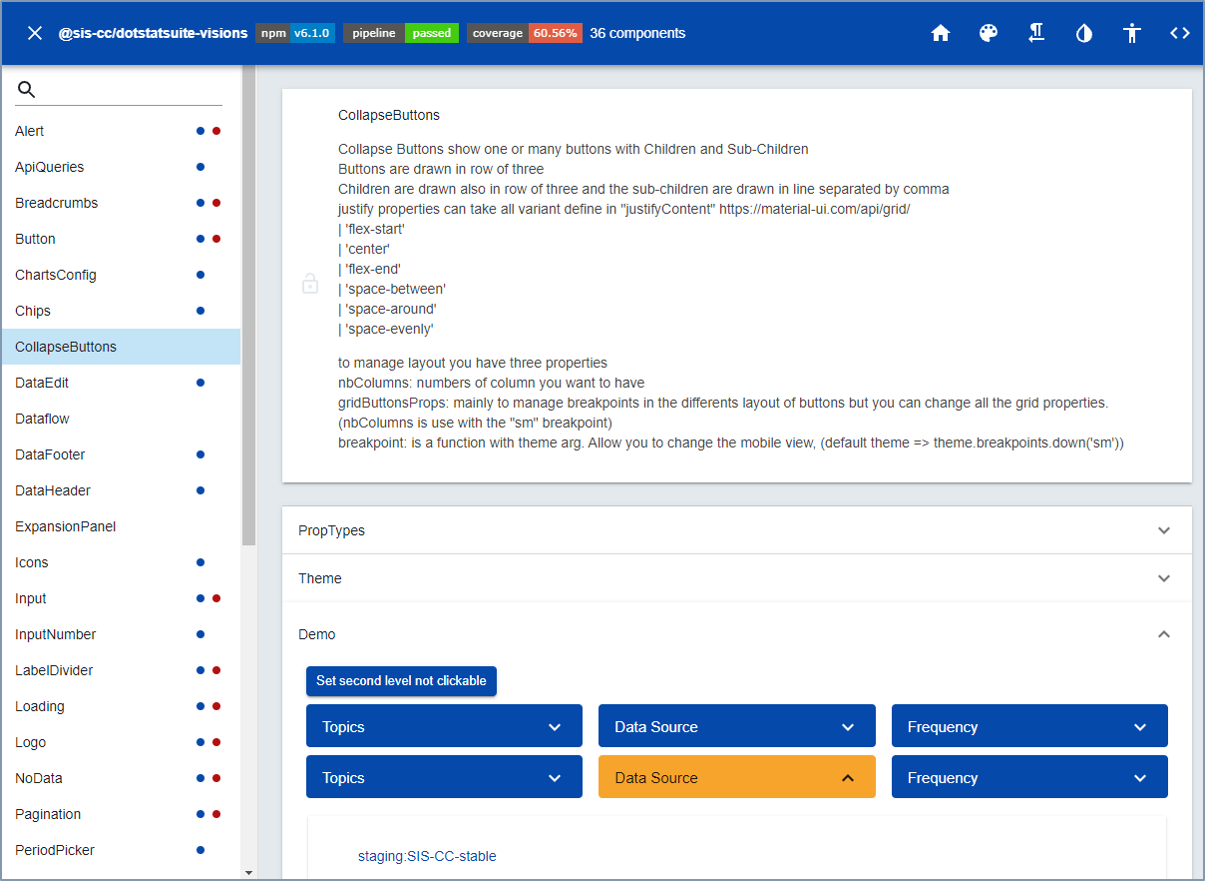 @sis-cc/dotstatsuite-visions npm v6.1.0 pipeline passed coverage 60.56% 36 components
Alert
ApiQueries
Breadcrumbs
Button
ChartsConfig
Chips
CollapseButtons
DataEdit
Dataflow
DataFooter
DataHeader
ExpansionPanel
Icons
Input
InputNumber
LabelDivider
Loading
Logo
NoData
Pagination
PeriodPicker
CollapseButtons
Collapse Buttons show one or many buttons with Children and Sub-Children
Buttons are drawn in row of three
Children are drawn also in row of three and the sub-children are drawn in line separated by comma
justify properties can take all variant define in "justifyContent" https://material-ui.com/api/grid/
| 'flex-start'
| 'center'
| 'flex-end'
| 'space-between'
| 'space-around'
| 'space-evenly'
to manage layout you have three properties
nbColumns: numbers of column you want to have
gridButtonsProps: mainly to manage breakpoints in the differents layout of buttons but you can change all the grid properties.
(nbColumns is use with the "sm" breakpoint)
breakpoint: is a function with theme arg. Allow you to change the mobile view, (default theme => theme.breakpoints.down('sm'))
PropTypes
Theme
Demo
Set second level not clickable
Topics Data Source Frequency
Topics Data Source Frequency
staging:SIS-CC-stable